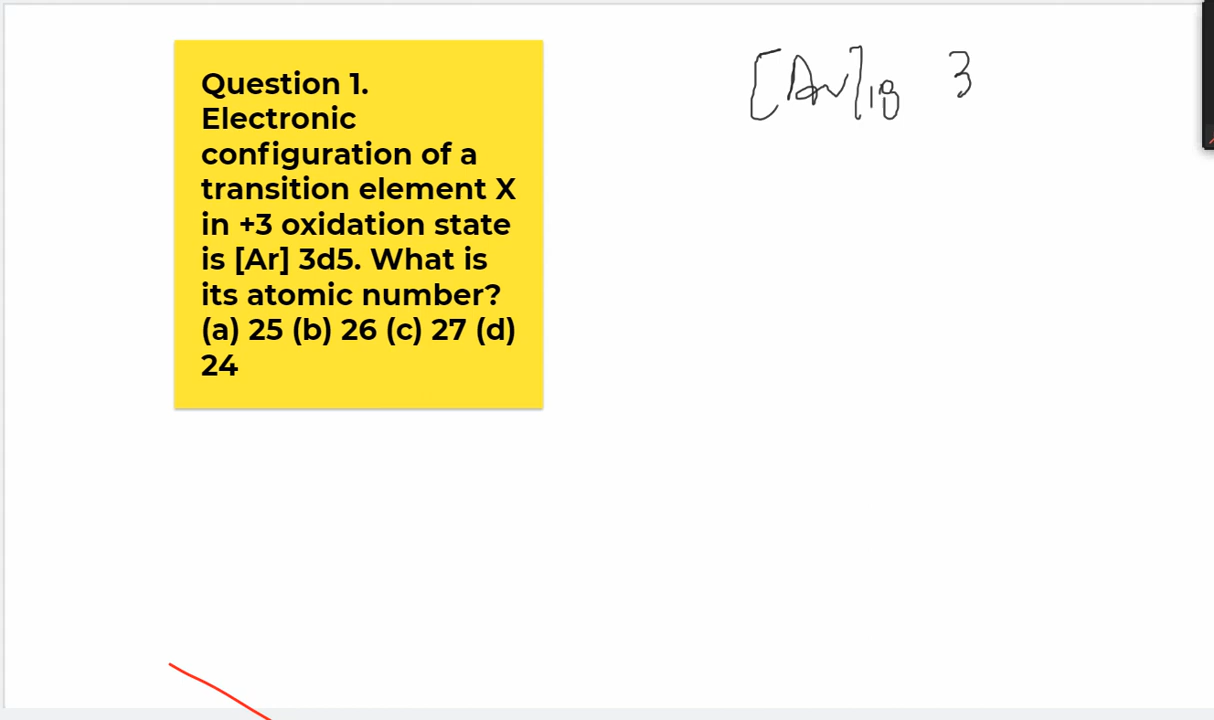 Question 1.
Electronic
configuration of a
transition element X
in +3 oxidation state
is [Ar] 3d5. What is
its atomic number?
(a) 25 (b) 26 (c) 27 (d)
24
[Ar]18 3